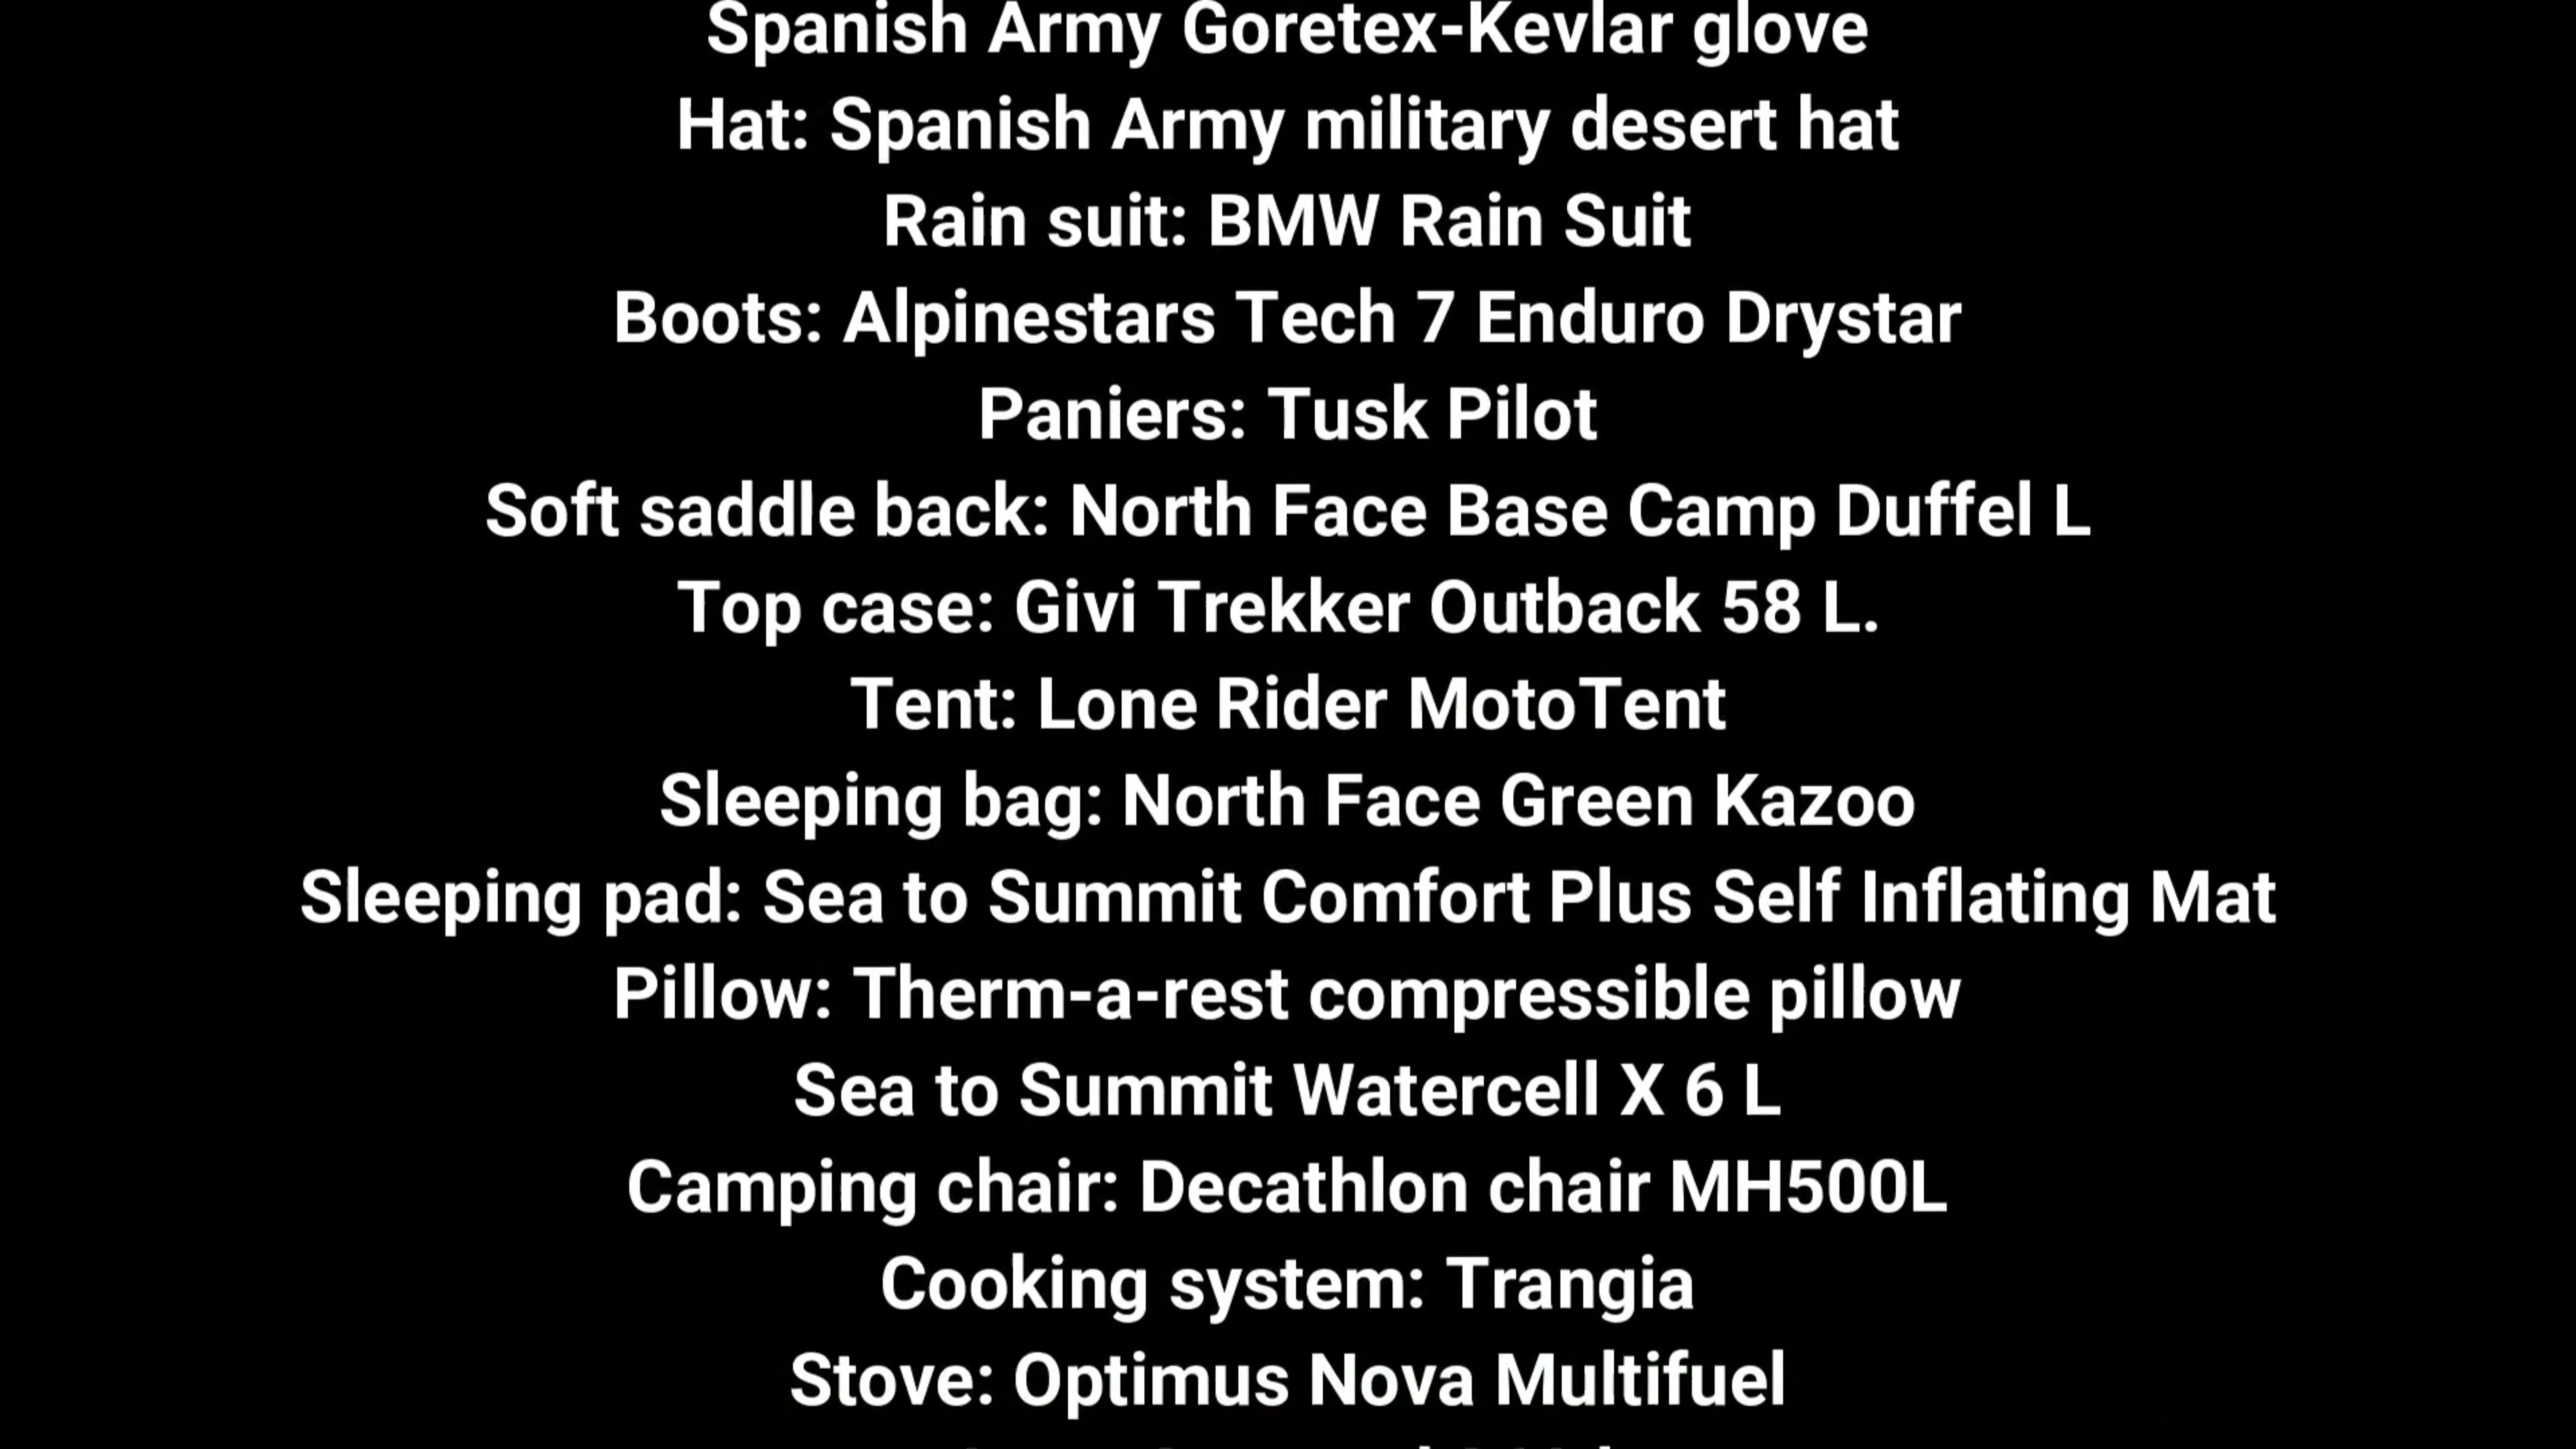 Spanish Army Goretex-Kevlar glove
Hat: Spanish Army military desert hat
Rain suit: BMW Rain Suit
Boots: Alpinestars Tech 7 Enduro Drystar
Paniers: Tusk Pilot
Soft saddle back: North Face Base Camp Duffel L
Top case: Givi Trekker Outback 58 L.
Tent: Lone Rider MotoTent
Sleeping bag: North Face Green Kazoo
Sleeping pad: Sea to Summit Comfort Plus Self Inflating Mat
Pillow: Therm-a-rest compressible pillow
Sea to Summit Watercell X 6 L
Camping chair: Decathlon chair MH500L
Cooking system: Trangia
Stove: Optimus Nova Multifuel